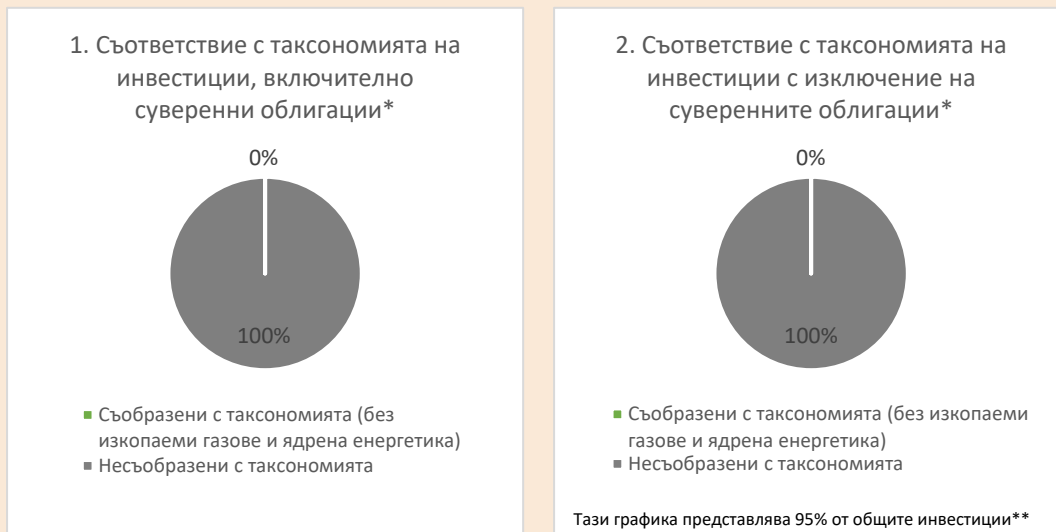 1. Съответствие с таксономията на
инвестиции, включително
суверенни облигации*
0%
100%
■ Съобразени с таксономията (без
изкопаеми газове и ядрена енергетика)
■ Несъобразени с таксономията
2. Съответствие с таксономията на
инвестиции с изключение на
суверенните облигации*
0%
100%
■ Съобразени с таксономията (без изкопаеми
газове и ядрена енергетика)
■ Несъобразени с таксономията
Тази графика представлява 95% от общите инвестиции**